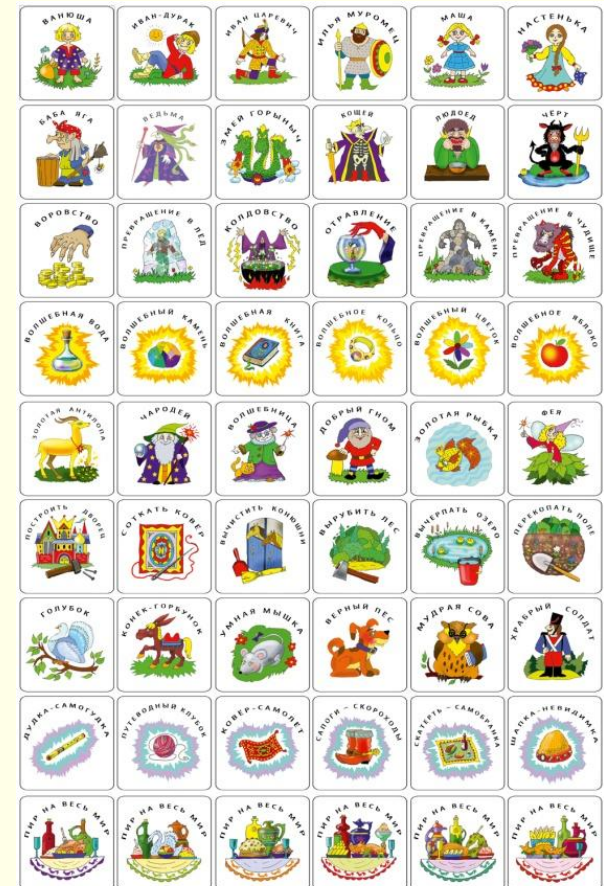 ВАНЮША ИВАН-ДУРАК ИВАН ЦАРЕВИЧ ИЛЬЯ МУРОМЕЦ МАША НАСТЕНЬКА
БАБА ЯГА ВЕДЬМА ЗМЕЙ ГОРЫНЫЧ КОЩЕЙ ЛЮДОЕД ЧЁРТ
ВОРОВСТВО ПРЕВРАЩЕНИЕ В ЛЕД КОЛДОВСТВО ОТРАВЛЕНИЕ ПРЕВРАЩЕНИЕ В КАМЕНЬ ПРЕВРАЩЕНИЕ В ЧУДИЩЕ
ВОЛШЕБНАЯ ВОДА ВОЛШЕБНЫЙ КАМЕНЬ ВОЛШЕБНАЯ КНИГА ВОЛШЕБНОЕ КОЛЬЦО ВОЛШЕБНЫЙ ЦВЕТОК ВОЛШЕБНОЕ ЯБЛОКО
ЗОЛОТАЯ АНТИЛОПА ЧАРОДЕЙ ВОЛШЕБНИЦА ДОБРЫЙ ГНОМ ЗОЛОТАЯ РЫБКА ФЕЯ
ПОСТРОИТЬ ДВОРЕЦ СОТКАТЬ КОВЁР ВЫЧИСТИТЬ КОНЮШНИ ВЫРУБИТЬ ЛЕС ВЫЧЕРПАТЬ ОЗЕРО ПЕРЕКОПАТЬ ПОЛЕ
ГОЛУБОК КОНЕК-ГОРБУНОК УМНАЯ МЫШКА ВЕРНЫЙ ПЕС МУДРАЯ СОВА ХРАБРЫЙ СОЛДАТ
ДУДКА-САМОГУДКА ПУТЕВОДНЫЙ КЛУБОК КОВЕР-САМОЛЕТ САПОГИ - СКОРОХОДЫ СКАТЕРТЬ - САМОБРАНКА ШАПКА-НЕВИДИМКА
ПИР НА ВЕСЬ МИР ПИР НА ВЕСЬ МИР ПИР НА ВЕСЬ МИР ПИР НА ВЕСЬ МИР ПИР НА ВЕСЬ МИР ПИР НА ВЕСЬ МИР